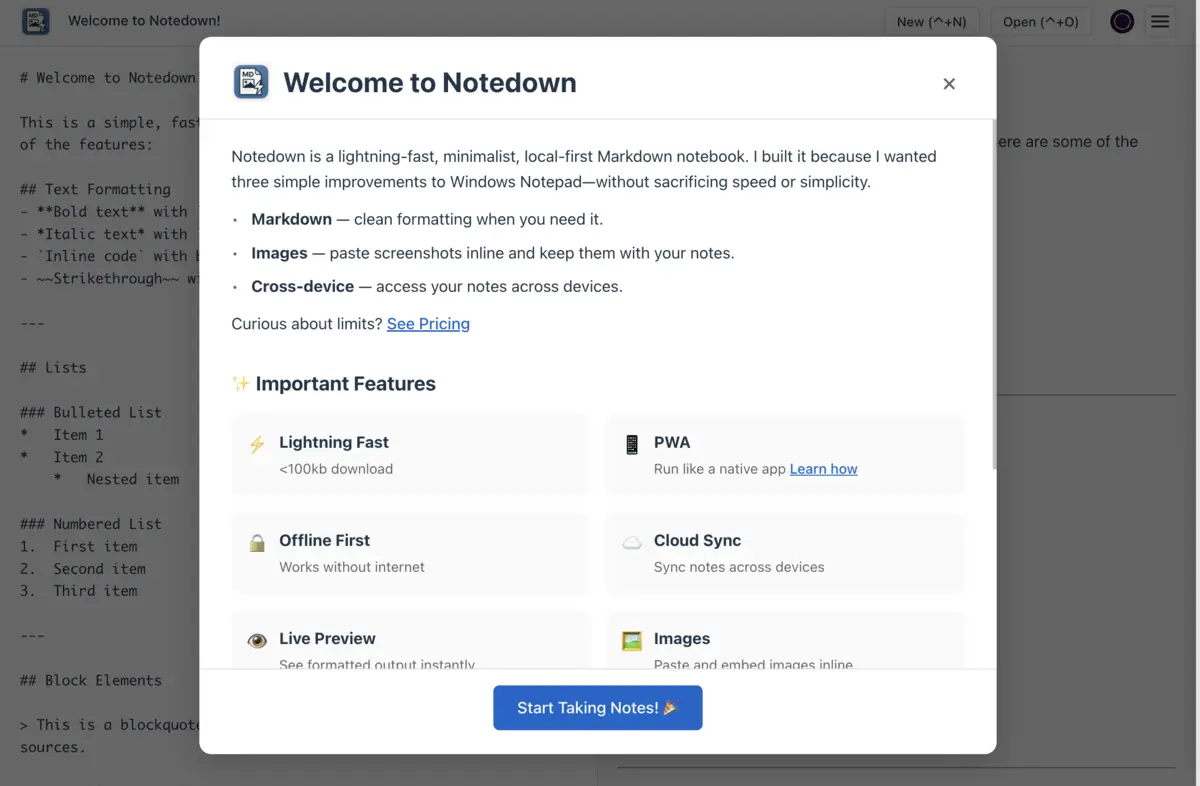 Welcome to Notedown!
New (^+N)
Open (^+O)
# Welcome to Notedown
This is a simple, fast
of the features:
## Text Formatting
- **Bold text** with
- *Italic text* with
- `Inline code` with
- ~~Strikethrough~~
---
## Lists
### Bulleted List
* Item 1
* Item 2
* Nested item
### Numbered List
1. First item
2. Second item
3. Third item
---
## Block Elements
> This is a blockquote
sources.
are some of the
MD
Welcome to Notedown
×
Notedown is a lightning-fast, minimalist, local-first Markdown notebook. I built it because I wanted
three simple improvements to Windows Notepad—without sacrificing speed or simplicity.
• Markdown — clean formatting when you need it.
• Images — paste screenshots inline and keep them with your notes.
• Cross-device — access your notes across devices.
Curious about limits? See Pricing
✨ Important Features
⚡ Lightning Fast
<100kb download
📱 PWA
Run like a native app Learn how
🔒 Offline First
Works without internet
☁️ Cloud Sync
Sync notes across devices
👁️ Live Preview
See formatted output instantly
🖼️ Images
Paste and embed images inline
Start Taking Notes! 🎉